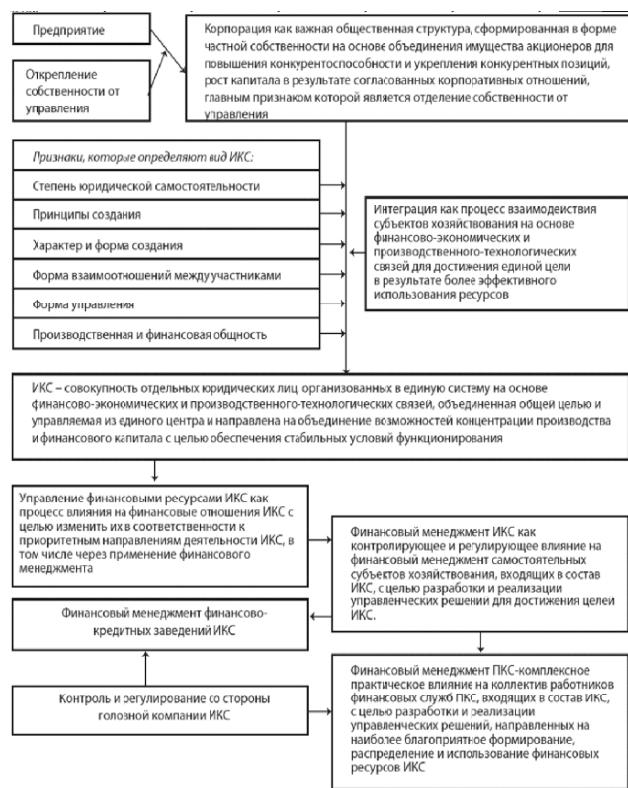 Предприятие
Открепление
собственности от
управления
Корпорация как важная общественная структура, сформированная в форме
частной собственности на основе объединения имущества акционеров для
повышения конкурентоспособности и укрепления конкурентных позиций,
рост капитала в результате согласованных корпоративных отношений,
главным признаком которой является отделение собственности от
управления
Признаки, которые определяют вид ИКС:
Степень юридической самостоятельности
Принципы создания
Характер и форма создания
Форма взаимоотношений между участниками
Форма управления
Производственная и финансовая общность
Интеграция как процесс взаимодействия
субъектов хозяйствования на основе
финансово-экономических и
производственного-технологических
связей для достижения единой цели
в результате более эффективного
использования ресурсов
ИКС – совокупность отдельных юридических лиц, организованных в единую систему на основе
финансово-экономических и производственного-технологических связей, объединенная общей целью и
управляемая из единого центра и направлена на объединение возможностей концентрации производства
и финансового капитала с целью обеспечения стабильных условий функционирования
Управление финансовыми ресурсами ИКС как
процесс влияния на финансовые отношения ИКС с
целью изменить их в соответственности к
приоритетным направлениям деятельности ИКС, в
том числе через применение финансового
менеджмента
Финансовый менеджмент ИКС как
контролирующее и регулирующее влияние на
финансовый менеджмент самостоятельных
субъектов хозяйствования, входящих в состав
ИКС, с целью разработки и реализации
управленческих решении для достижения целеи
ИКС.
Финансовый менеджмент финансово-
кредитных заведений ИКС
Контроль и регулирование со стороны
голозной компании ИКС
Финансовый менеджмент ПКС-комплексное
практическое влияние на коллектив работников
финансовых служб ПКС, входящих в состав ИКС,
с целью разработки и реализации
управленческих решений, направленных на
наиболее благоприятное формирование,
распределение и использование финансовых
ресурсов ИКС